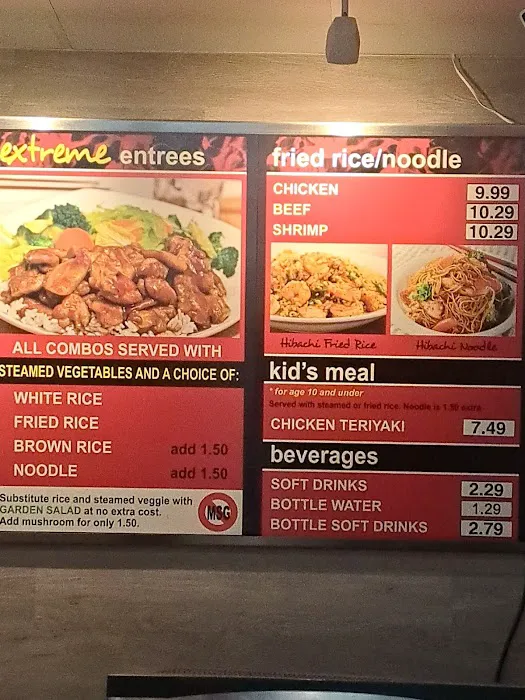 extreme entrees
ALL COMBOS SERVED WITH
STEAMED VEGETABLES AND A CHOICE OF:
WHITE RICE
FRIED RICE
BROWN RICE add 1.50
NOODLE add 1.50
Substitute rice and steamed veggie with
GARDEN SALAD at no extra cost.
Add mushroom for only 1.50.
MSG
fried rice/noodle
CHICKEN 9.99
BEEF 10.29
SHRIMP 10.29
Hibachi Fried Rice
Hibachi Noodle
kid's meal
* for age 10 and under
Served with steamed or fried rice. Noodle is 1.50 extra
CHICKEN TERIYAKI 7.49
beverages
SOFT DRINKS 2.29
BOTTLE WATER 1.29
BOTTLE SOFT DRINKS 2.79